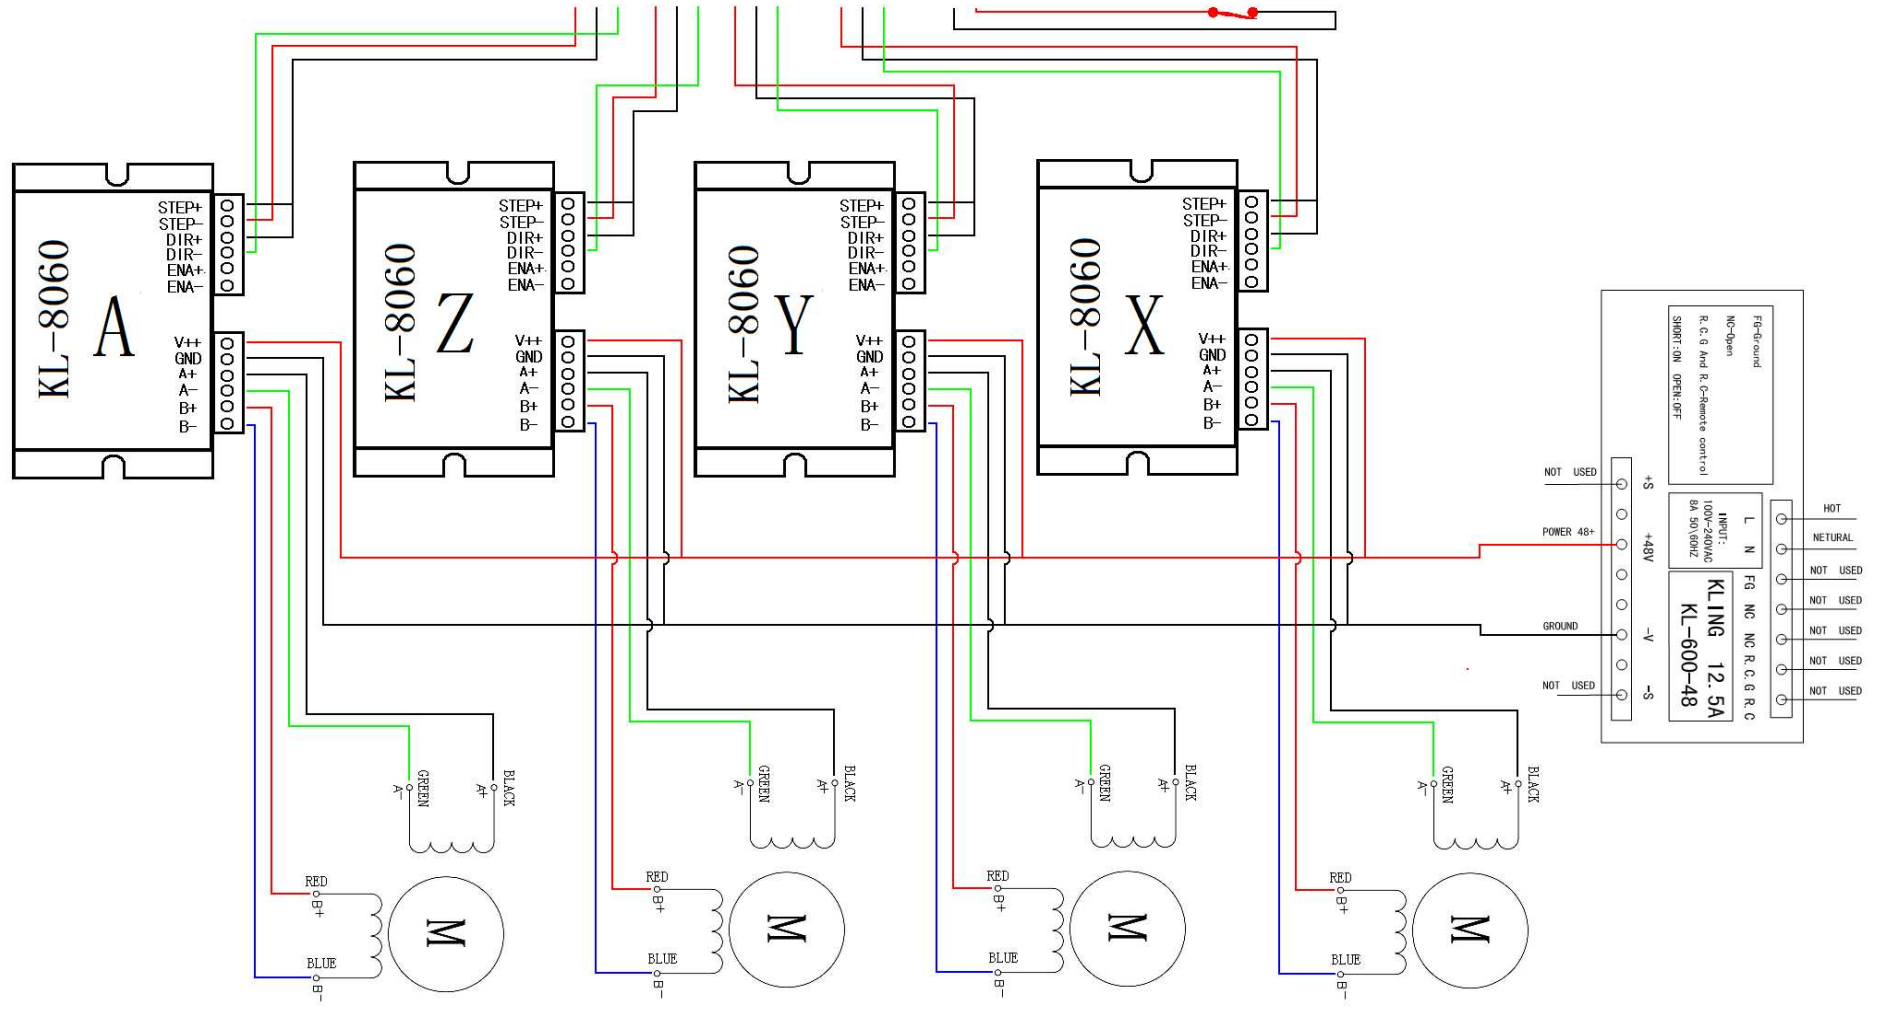 STEP+
STEP-
DIR+
DIR-
ENA+
ENA-
KL-8060
A
V++
GND
A+
A-
B+
B-
STEP+
STEP-
DIR+
DIR-
ENA+
ENA-
KL-8060
Z
V++
GND
A+
A-
B+
B-
STEP+
STEP-
DIR+
DIR-
ENA+
ENA-
KL-8060
Y
V++
GND
A+
A-
B+
B-
STEP+
STEP-
DIR+
DIR-
ENA+
ENA-
KL-8060
X
V++
GND
A+
A-
B+
B-
FG-Ground
NC-Open
R.C.G And R.C-Remote control
SHORT:ON OPEN:OFF
NOT USED
POWER 48+
GROUND
NOT USED
+S
+48V
-V
-S
INPUT:
100V-240VAC
8A 50\60HZ
KLING 12.5A
KL-600-48
L
N
FG
NC
NC
R.C.G
R.C
HOT
NETURAL
NOT USED
NOT USED
NOT USED
NOT USED
NOT USED
A-
GREEN
A+
BLACK
RED
B+
BLUE
B-
M
A-
GREEN
A+
BLACK
RED
B+
BLUE
B-
M
A-
GREEN
A+
BLACK
RED
B+
BLUE
B-
M
A-
GREEN
A+
BLACK
RED
B+
BLUE
B-
M